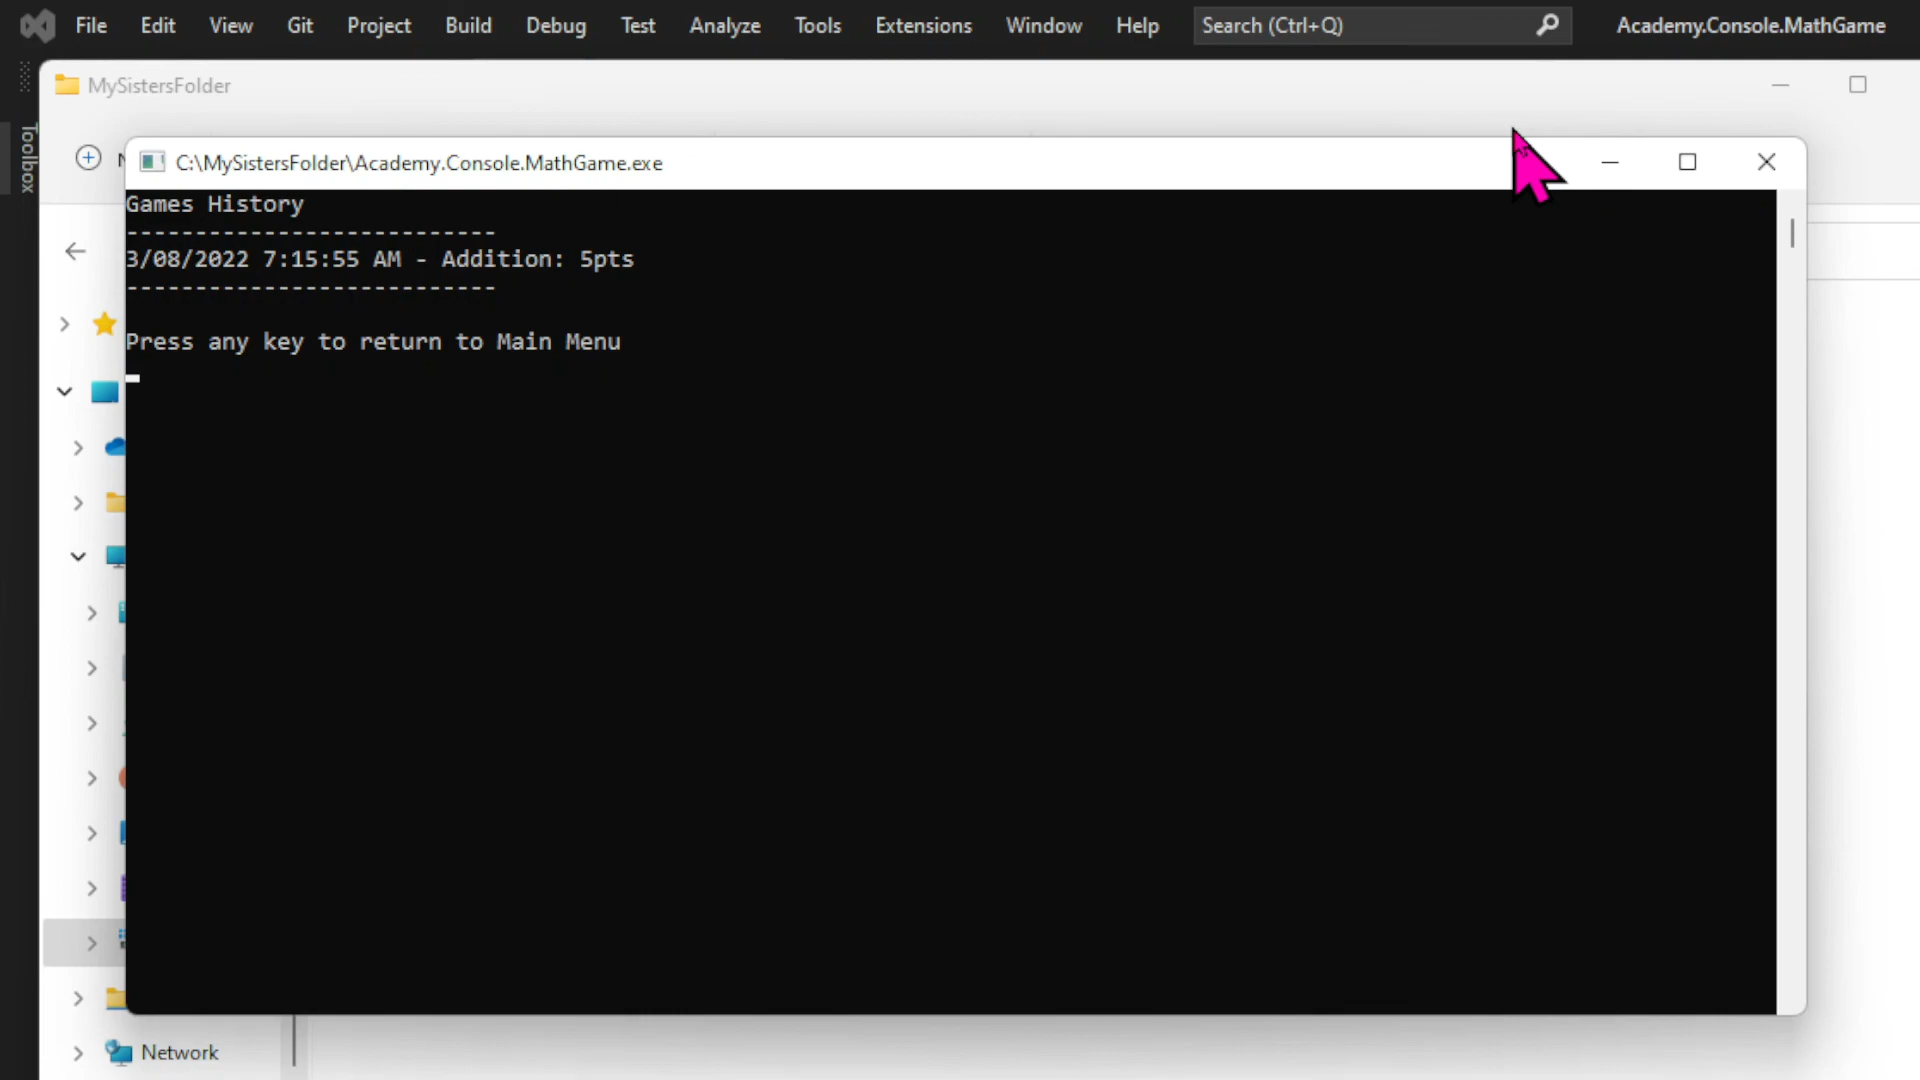 File Edit View Git Project Build Debug Test Analyze Tools Extensions Window Help Search (Ctrl+Q) Academy.Console.MathGame
MySistersFolder
Toolbox
C:\MySistersFolder\Academy.Console.MathGame.exe
Games History
---------------------------
3/08/2022 7:15:55 AM - Addition: 5pts
---------------------------
Press any key to return to Main Menu
Network